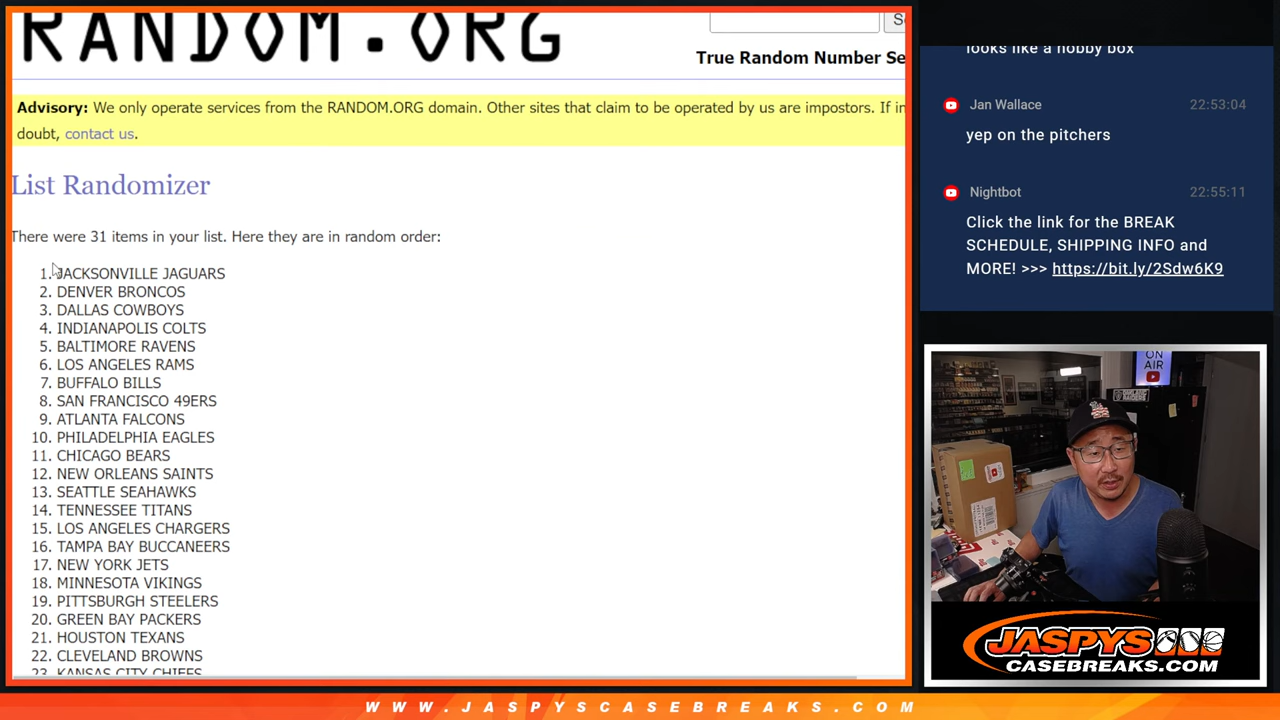 RANDOM.ORG
True Random Number Se
Advisory: We only operate services from the RANDOM.ORG domain. Other sites that claim to be operated by us are impostors. If in
doubt, contact us.
List Randomizer
There were 31 items in your list. Here they are in random order:
1. JACKSONVILLE JAGUARS
2. DENVER BRONCOS
3. DALLAS COWBOYS
4. INDIANAPOLIS COLTS
5. BALTIMORE RAVENS
6. LOS ANGELES RAMS
7. BUFFALO BILLS
8. SAN FRANCISCO 49ERS
9. ATLANTA FALCONS
10. PHILADELPHIA EAGLES
11. CHICAGO BEARS
12. NEW ORLEANS SAINTS
13. SEATTLE SEAHAWKS
14. TENNESSEE TITANS
15. LOS ANGELES CHARGERS
16. TAMPA BAY BUCCANEERS
17. NEW YORK JETS
18. MINNESOTA VIKINGS
19. PITTSBURGH STEELERS
20. GREEN BAY PACKERS
21. HOUSTON TEXANS
22. CLEVELAND BROWNS
23. KANSAS CITY CHIEFS
looks like a hobby box
Jan Wallace 22:53:04
yep on the pitchers
Nightbot 22:55:11
Click the link for the BREAK
SCHEDULE, SHIPPING INFO and
MORE! >>> https://bit.ly/2Sdw6K9
ON
AIR
JASPYS
CASEBREAKS.COM
WWW.JASPYSCASEBREAKS.COM